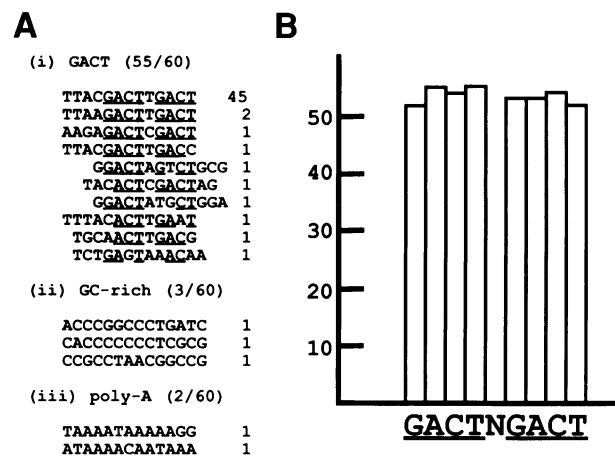 A
(i) GACT (55/60)
TTACGACTTGACT 45
TTAAGACTTGACT 2
AAGAGACTCGACT 1
TTACGACTTGACC 1
GGACTAGTCTGCG 1
TACACTCGACTAG 1
GGACTATGCTGGA 1
TTTACACTTGAAT 1
TGCAACTTGACG 1
TCTGAGTAAACAA 1
(ii) GC-rich (3/60)
ACCCGGCCCTGATC 1
CACCCCCCCTCGCG 1
CCGCCTAACGGCCG 1
(iii) poly-A (2/60)
TAAAATAAAAAGG 1
ATAAAACAATAAA 1
B
50
40
30
20
10
GACTNGACT